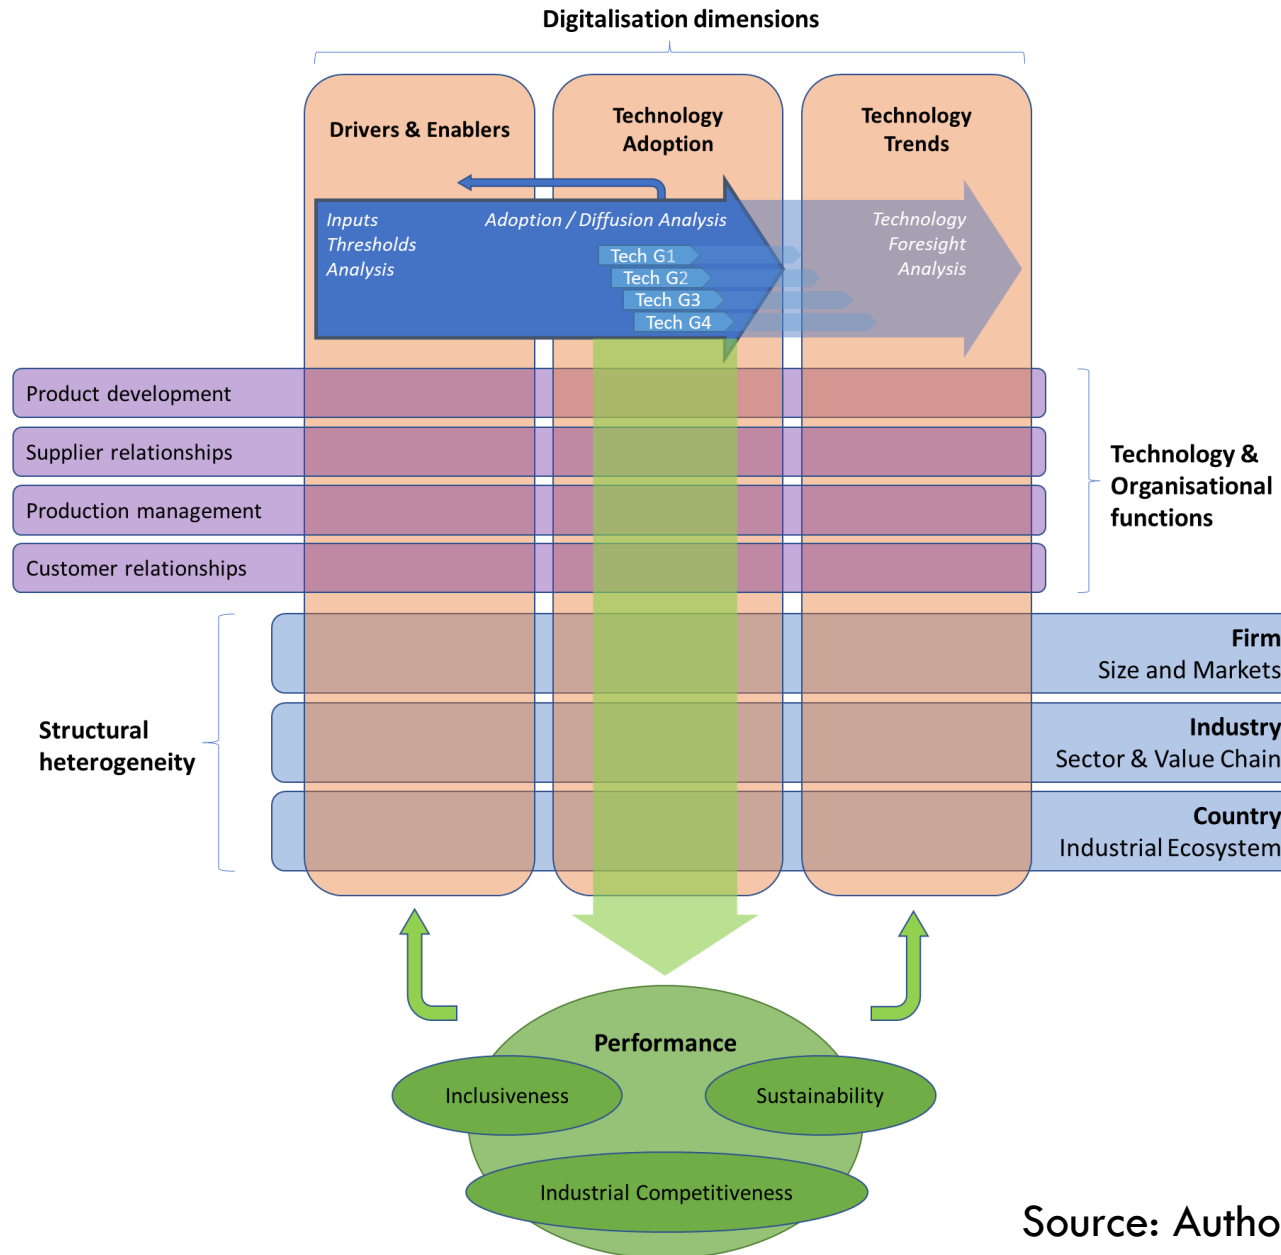 Digitalisation dimensions
Drivers & Enablers
Technology
Adoption
Technology
Trends
Inputs
Thresholds
Analysis
Adoption / Diffusion Analysis
Technology
Foresight
Analysis
Tech G1
Tech G2
Tech G3
Tech G4
Product development
Supplier relationships
Production management
Customer relationships
Technology &
Organisational
functions
Structural
heterogeneity
Firm
Size and Markets
Industry
Sector & Value Chain
Country
Industrial Ecosystem
Performance
Inclusiveness
Sustainability
Industrial Competitiveness
Source: Autho